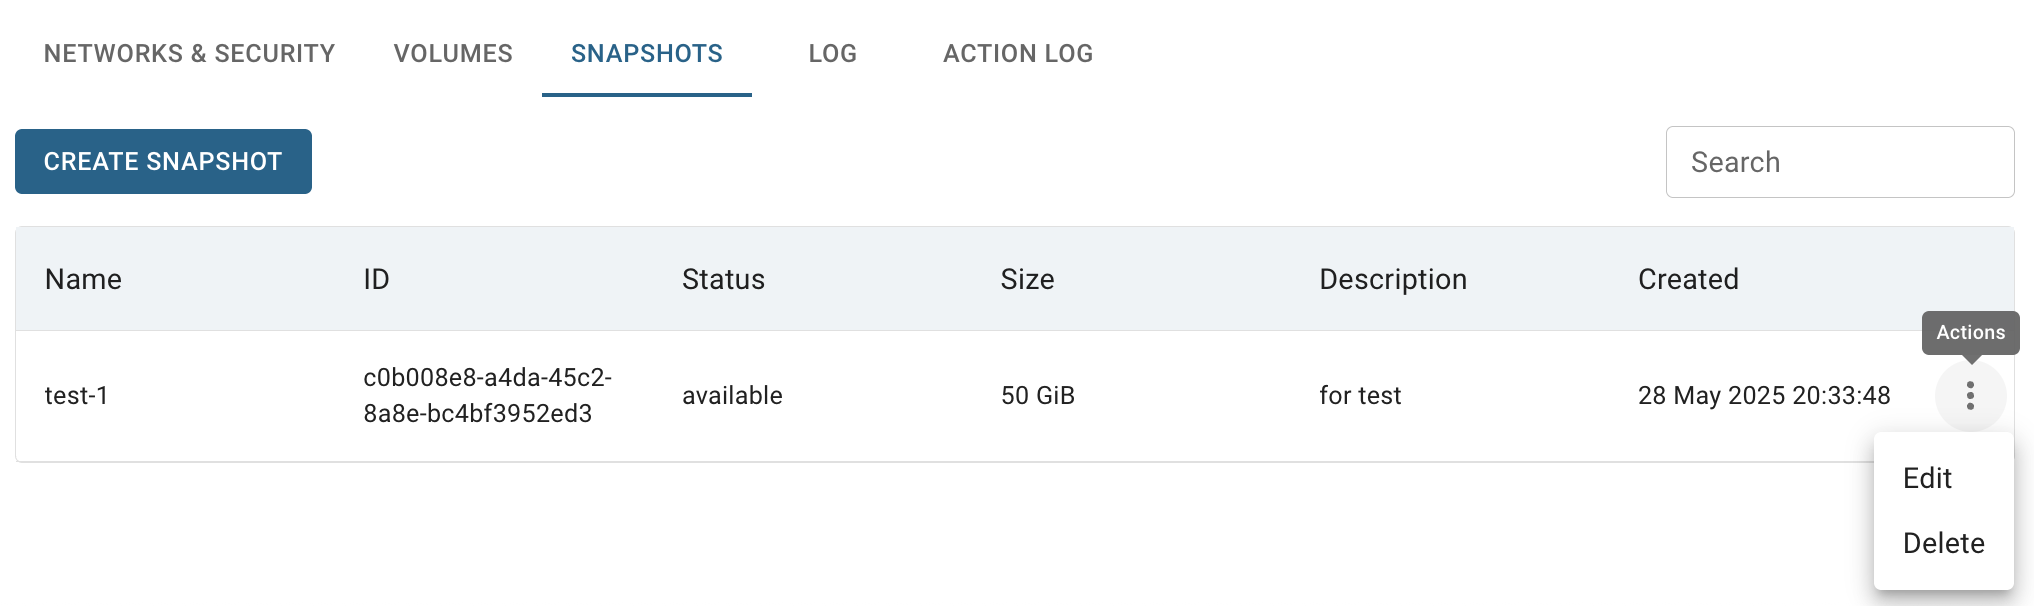 NETWORKS & SECURITY VOLUMES SNAPSHOTS LOG ACTION LOG
CREATE SNAPSHOT Search
Name ID Status Size Description Created
Actions
test-1 c0b008e8-a4da-45c2-8a8e-bc4bf3952ed3 available 50 GiB for test 28 May 2025 20:33:48
Edit
Delete